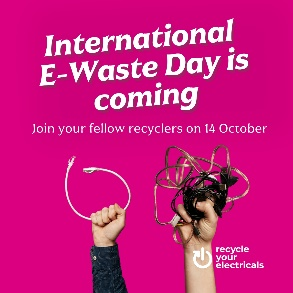 International
E-Waste Day is
coming
Join your fellow recyclers on 14 October
recycle
your
electricals